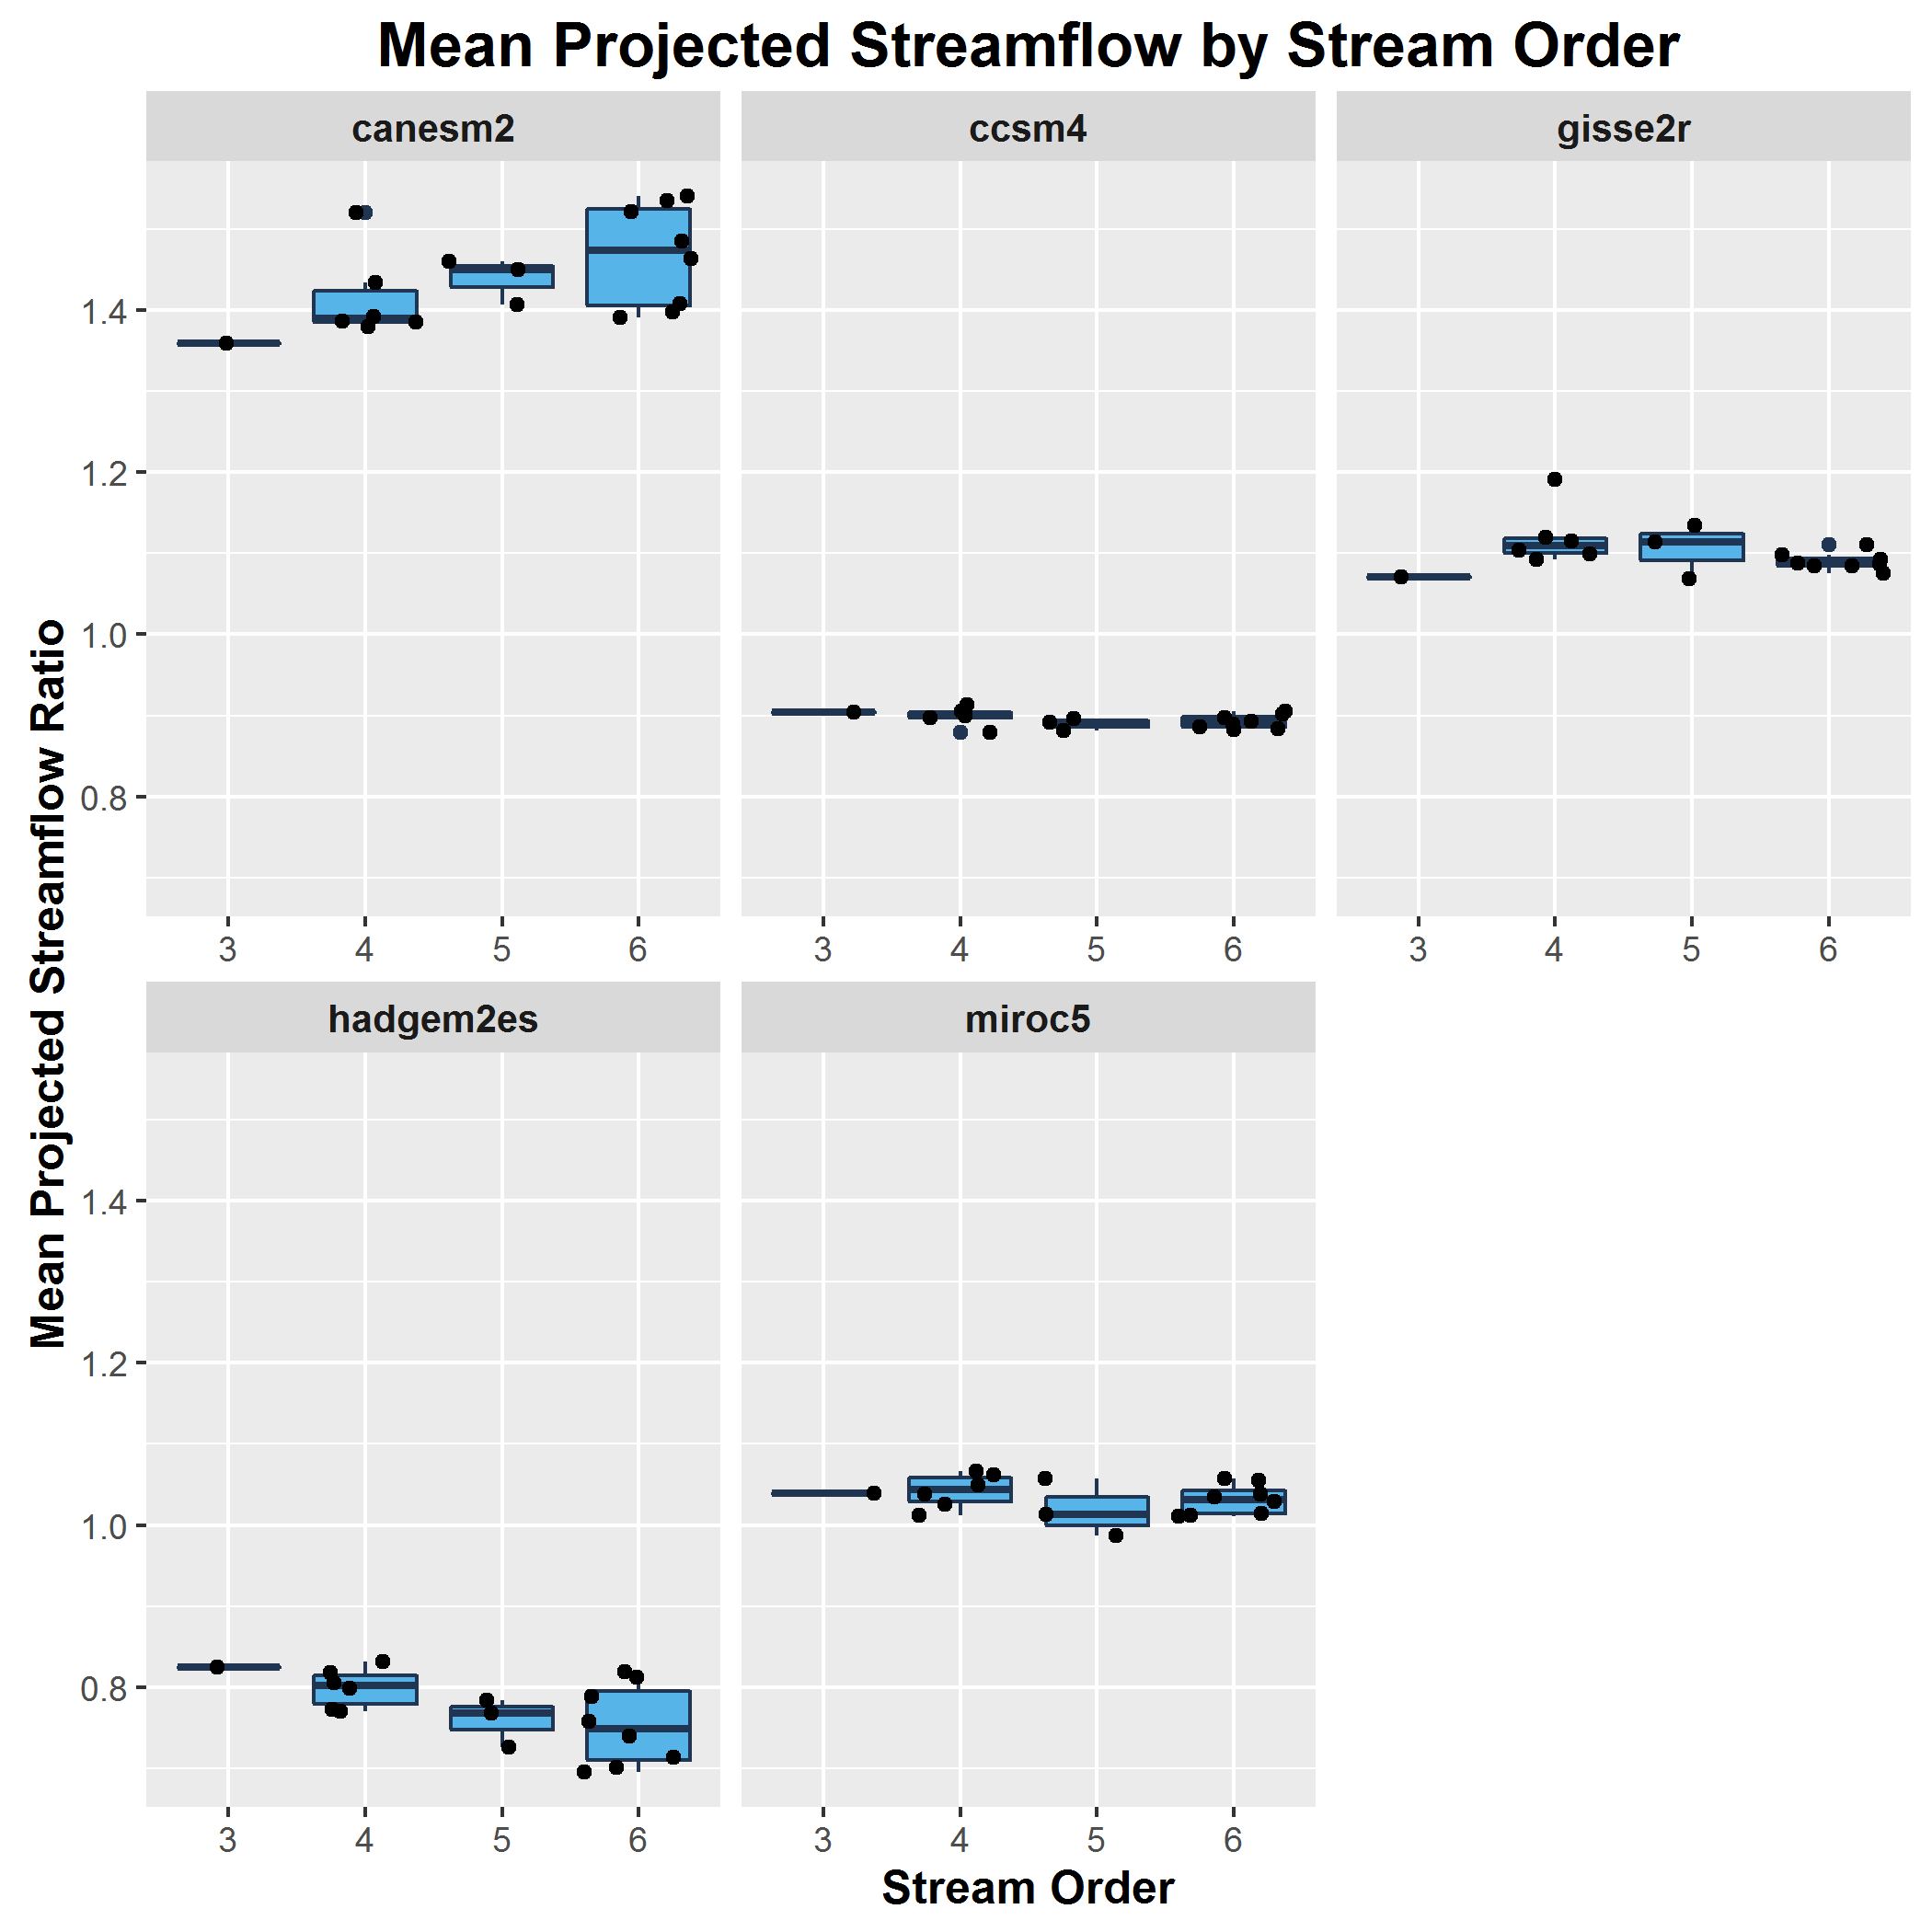 Mean Projected Streamflow by Stream Order
canesm2 ccsm4 gisse2r
1.4
1.2
1.0
0.8
3 4 5 6 3 4 5 6 3 4 5 6
Mean Projected Streamflow Ratio
hadgem2es miroc5
1.4
1.2
1.0
0.8
3 4 5 6 3 4 5 6
Stream Order